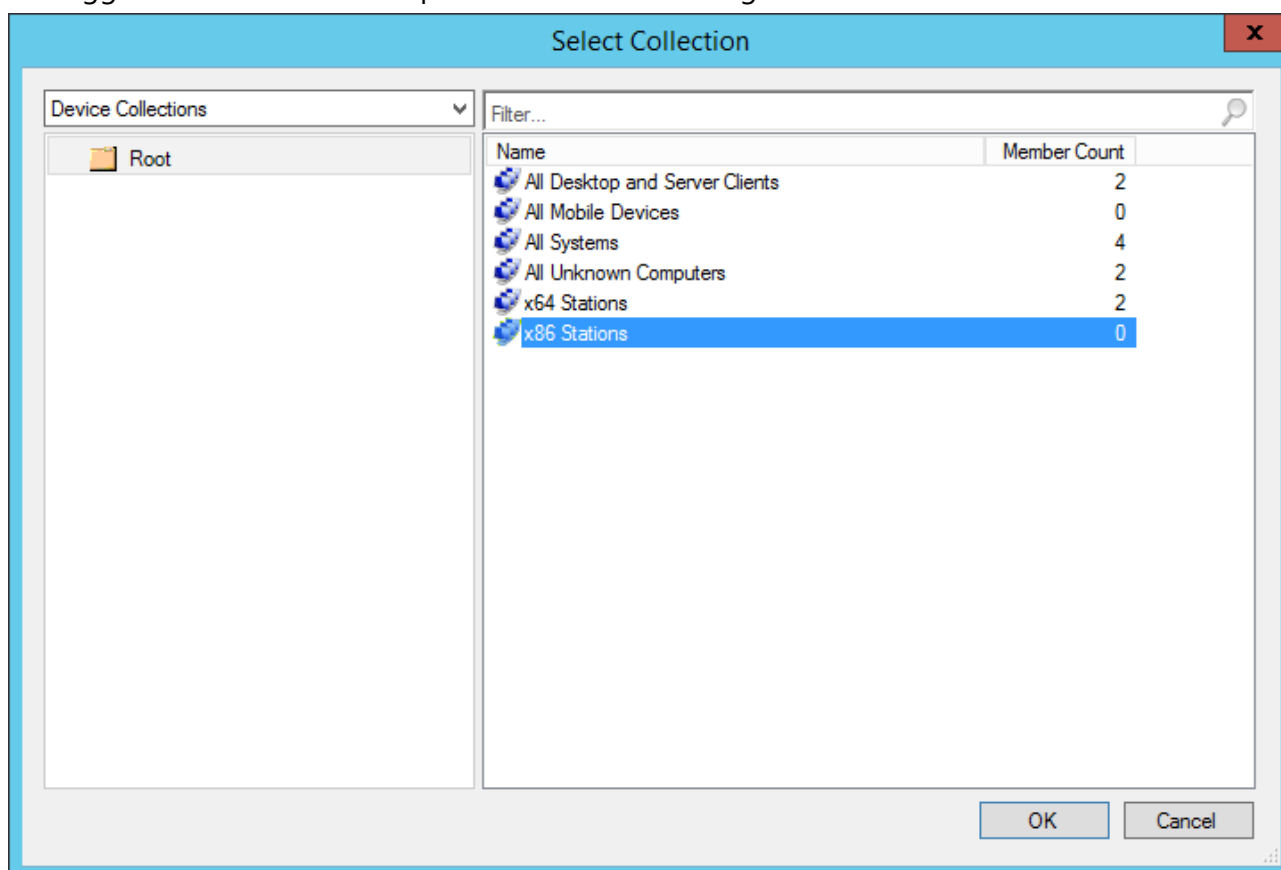 Select Collection
x
Device Collections
Filter...
Root
Name Member Count
All Desktop and Server Clients 2
All Mobile Devices 0
All Systems 4
All Unknown Computers 2
x64 Stations 2
x86 Stations 0
OK Cancel